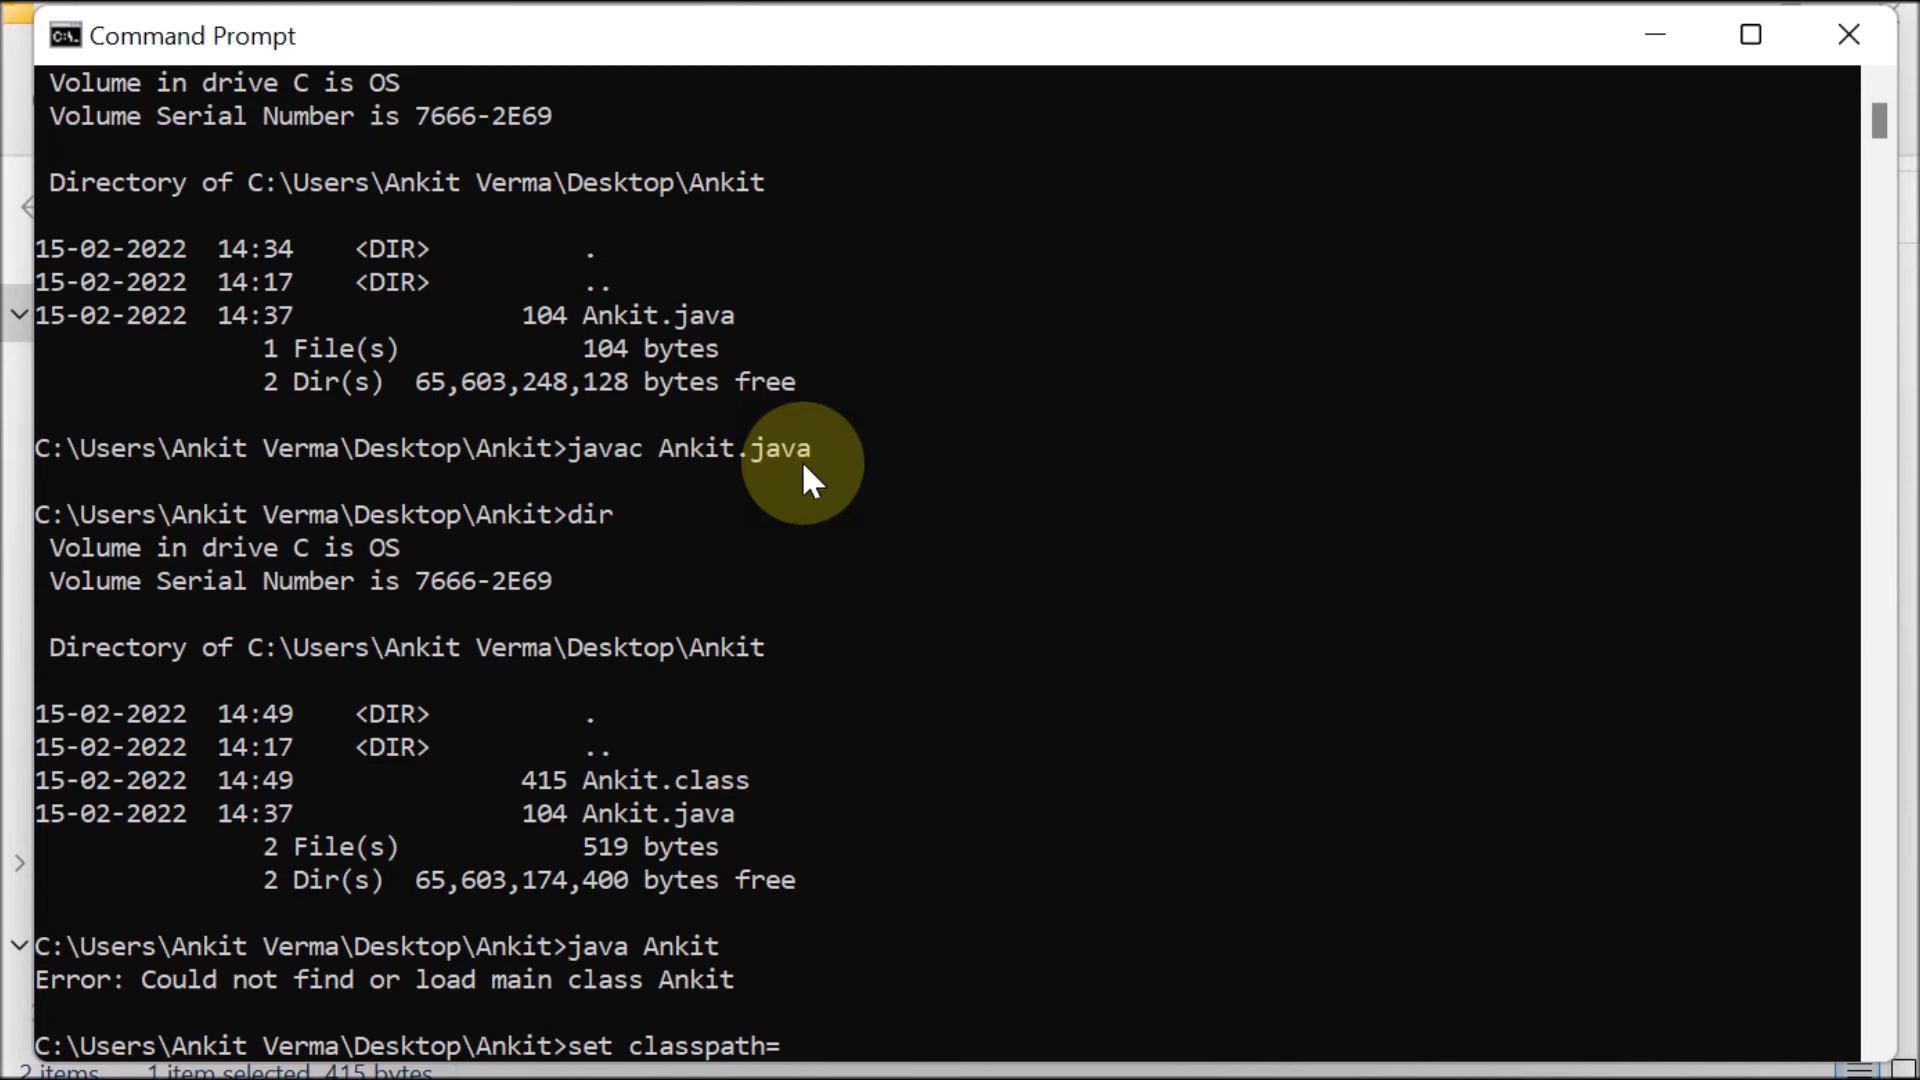 Command Prompt
Volume in drive C is OS
Volume Serial Number is 7666-2E69
Directory of C:\Users\Ankit Verma\Desktop\Ankit
15-02-2022  14:34    <DIR>          .
15-02-2022  14:17    <DIR>          ..
15-02-2022  14:37               104 Ankit.java
1 File(s)            104 bytes
2 Dir(s)  65,603,248,128 bytes free
C:\Users\Ankit Verma\Desktop\Ankit>javac Ankit.java
C:\Users\Ankit Verma\Desktop\Ankit>dir
Volume in drive C is OS
Volume Serial Number is 7666-2E69
Directory of C:\Users\Ankit Verma\Desktop\Ankit
15-02-2022  14:49    <DIR>          .
15-02-2022  14:17    <DIR>          ..
15-02-2022  14:49               415 Ankit.class
15-02-2022  14:37               104 Ankit.java
2 File(s)            519 bytes
2 Dir(s)  65,603,174,400 bytes free
C:\Users\Ankit Verma\Desktop\Ankit>java Ankit
Error: Could not find or load main class Ankit
C:\Users\Ankit Verma\Desktop\Ankit>set classpath=
2 items    1 item selected  415 bytes